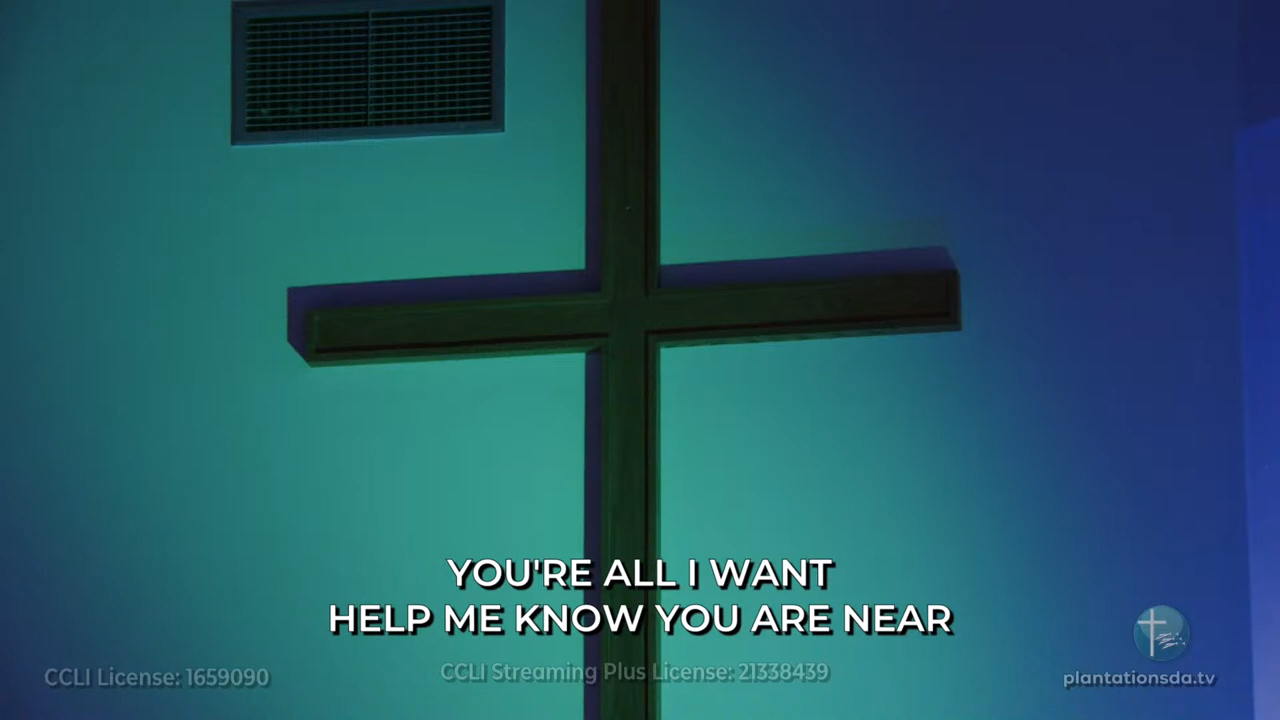 YOU'RE ALL I WANT
HELP ME KNOW YOU ARE NEAR
CCLI License: 1659090
CCLI Streaming Plus License: 21338439
plantationsda.tv